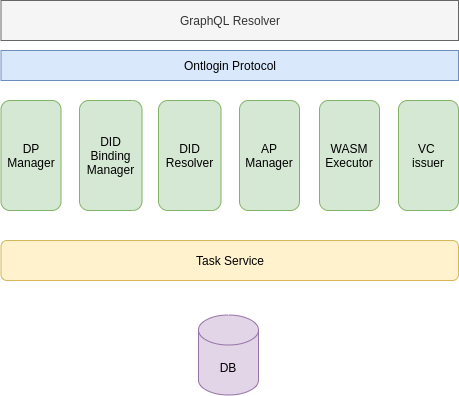 GraphQL Resolver
Ontlogin Protocol
DP
Manager
DID
Binding
Manager
DID
Resolver
AP
Manager
WASM
Executor
VC
issuer
Task Service
DB